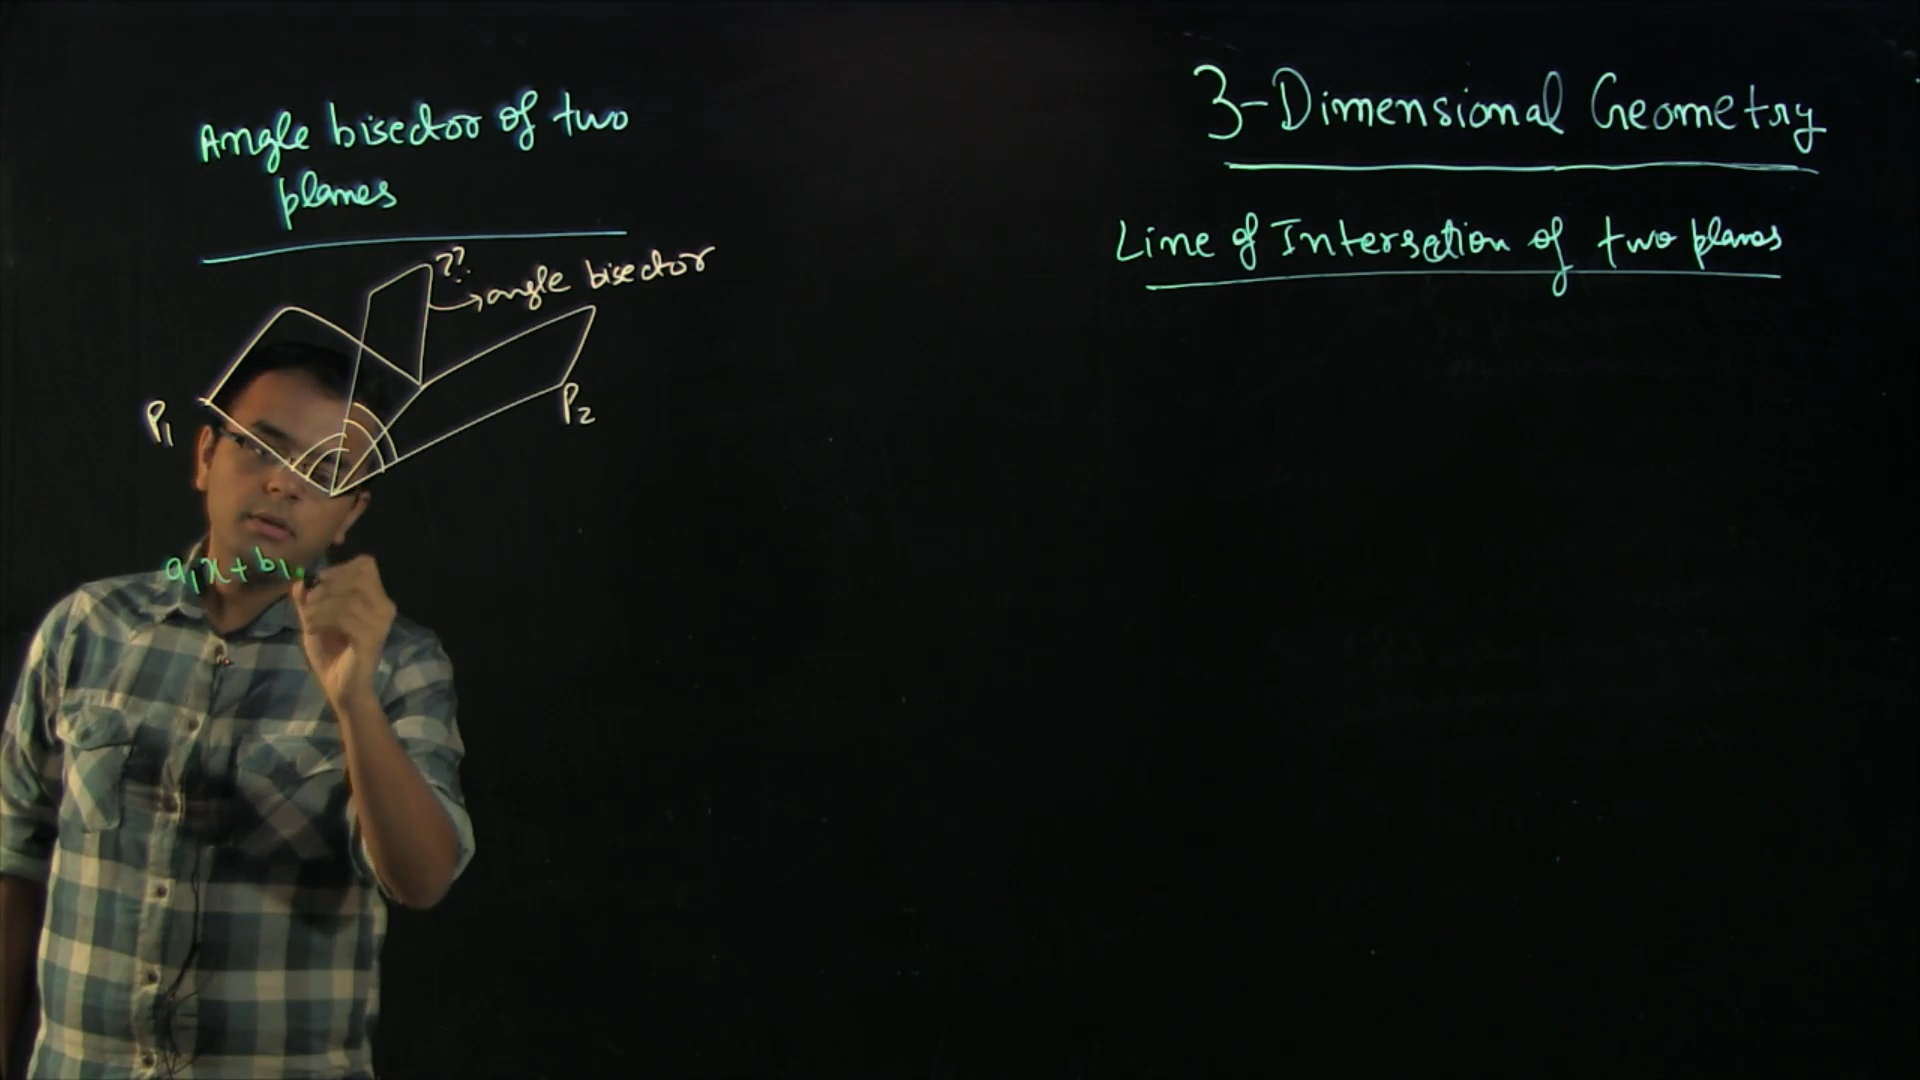 Angle bisector of two
planes
??
angle bisector
P1
P2
a1x+b1
3-Dimensional Geometry
Line of Intersection of two planes